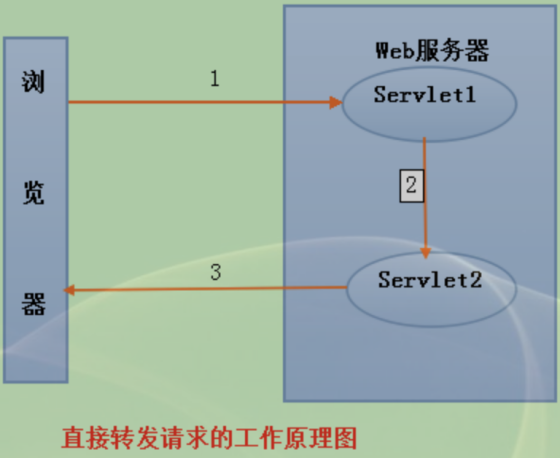 Web服务器
浏
览
器
1
Servlet1
2
3
Servlet2
直接转发请求的工作原理图